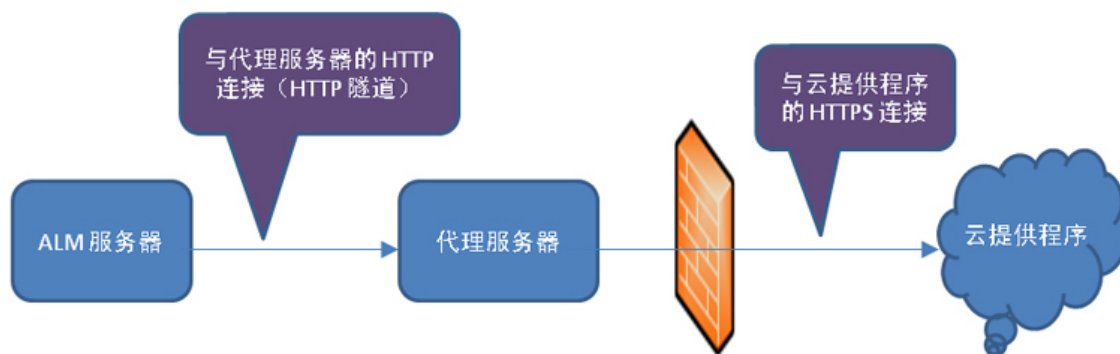 与代理服务器的 HTTP
连接（HTTP 隧道）
与云提供程序
的 HTTPS 连接
ALM 服务器
代理服务器
云提供程序